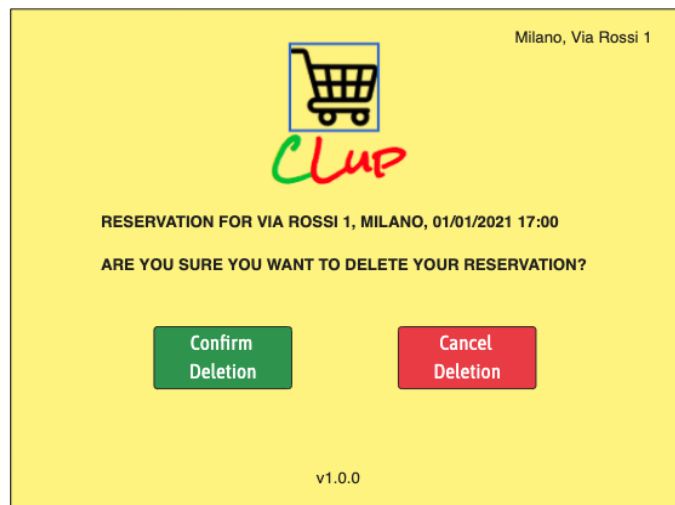 Milano, Via Rossi 1
CLup
RESERVATION FOR VIA ROSSI 1, MILANO, 01/01/2021 17:00
ARE YOU SURE YOU WANT TO DELETE YOUR RESERVATION?
Confirm
Deletion
Cancel
Deletion
v1.0.0